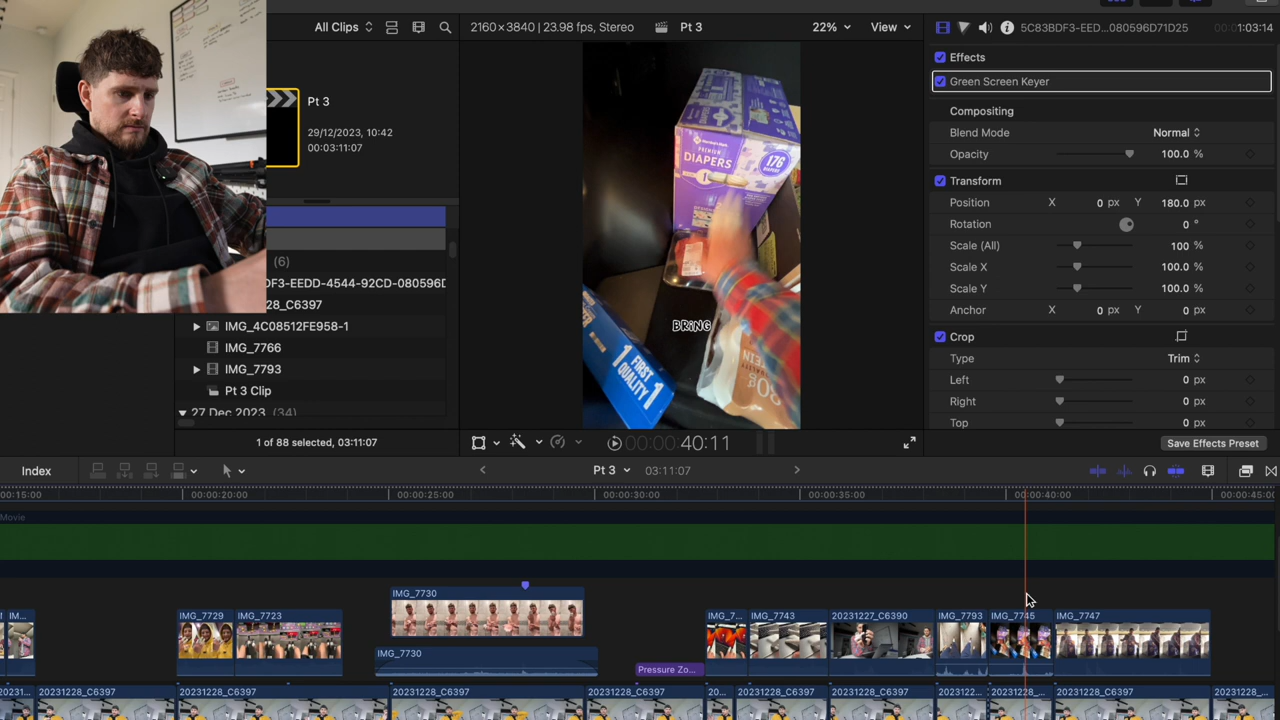 All Clips
2160×3840 | 23.98 fps, Stereo
Pt 3
22%
View
5C83BDF3-EED...080596D71D25
00:01:03:14
Effects
Green Screen Keyer
Compositing
Blend Mode
Normal
Opacity
100.0 %
Transform
Position
X
0 px
Y
180.0 px
Rotation
0 °
Scale (All)
100 %
Scale X
100.0 %
Scale Y
100.0 %
Anchor
X
0 px
Y
0 px
Crop
Type
Trim
Left
0 px
Right
0 px
Top
0 px
Save Effects Preset
Pt 3
29/12/2023, 10:42
00:03:11:07
(6)
DF3-EEDD-4544-92CD-080596D
28_C6397
IMG_4C08512FE958-1
IMG_7766
IMG_7793
Pt 3 Clip
27 Dec 2023 (34)
1 of 88 selected, 03:11:07
PREMIUM
DIAPERS
176
DIAPERS
1
BRiNG
1 FIRST
QUALITY 1
00:00:40:11
Index
Pt 3
03:11:07
00:15:00
00:00:20:00
00:00:25:00
00:00:30:00
00:00:35:00
00:00:40:00
00:00:45:00
Movie
IMG_7730
IM...
IMG_7729
IMG_7723
IMG_7...
IMG_7743
20231227_C6390
IMG_7793
IMG_7745
IMG_7747
IMG_7730
Pressure Zo...
20231...
20231228_C6397
20231228_C6397
20231228_C6397
20231228_C6397
20...
20231228_C6397
20231228_C6397
2023122...
20231228_...
20231228_C6397
20231228_...